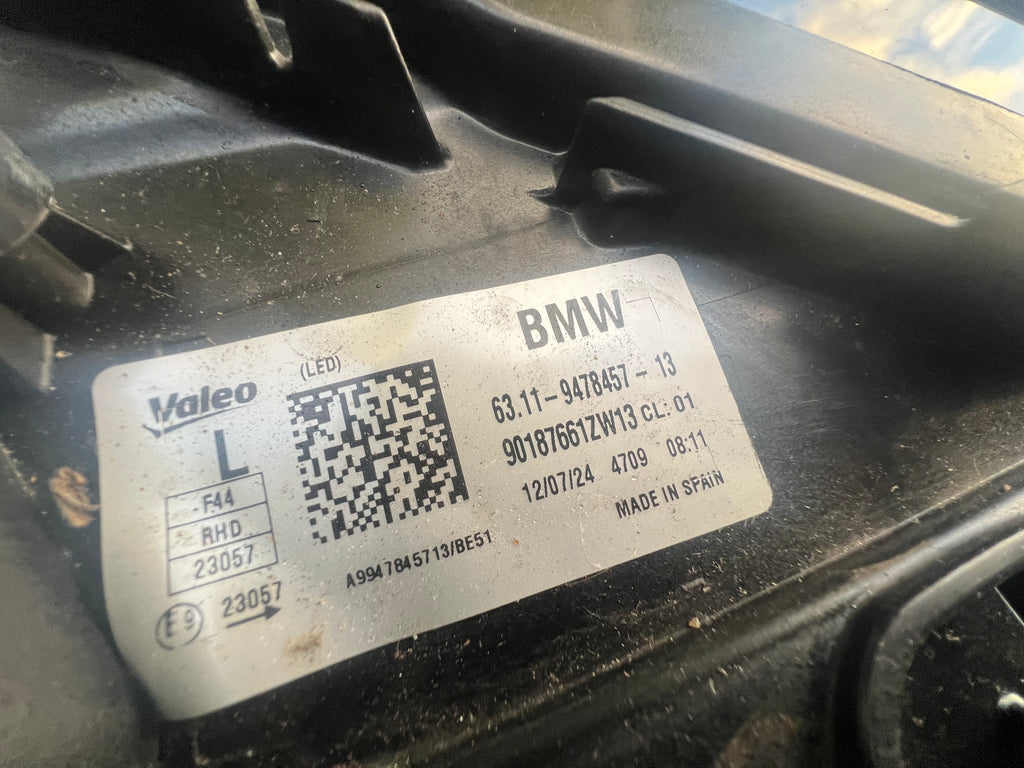 Valeo
(LED)
L
F44
RHD
23057
E9
23057
A9947845713/BE51
BMW
63.11-9478457-13
90187661ZW13 CL: 01
12/07/24 4709 08:11
MADE IN SPAIN